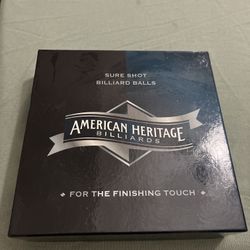 SURE SHOT
BILLIARD BALLS
AMERICAN HERITAGE
BILLIARDS
FOR THE FINISHING TOUCH